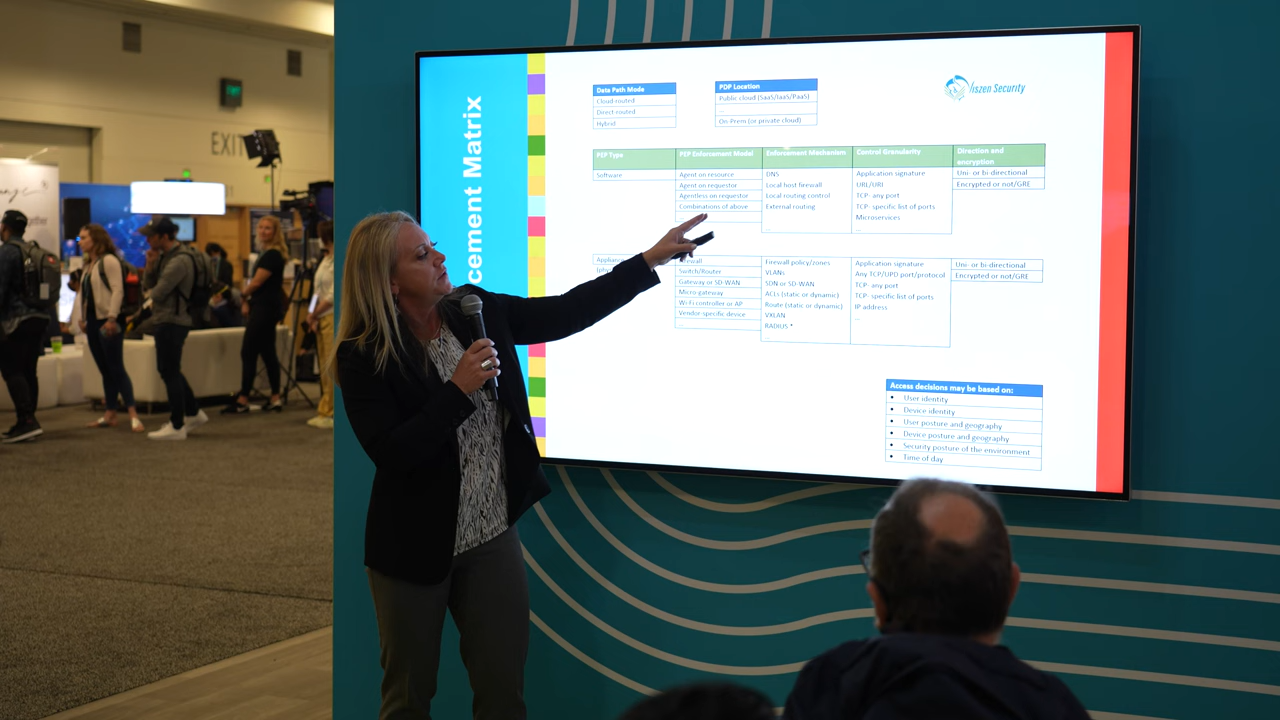 EXIT
cement Matrix
Data Path Mode
Cloud-routed
Direct-routed
Hybrid
PDP Location
Public cloud (SaaS/IaaS/PaaS)
...
On-Prem (or private cloud)
Viszen Security
PEP Type
PEP Enforcement Model
Enforcement Mechanism
Control Granularity
Direction and
encryption
Software
Agent on resource
Agent on requestor
Agentless on requestor
Combinations of above
DNS
Local host firewall
Local routing control
External routing
...
Application signature
URL/URI
TCP- any port
TCP- specific list of ports
Microservices
...
Uni- or bi-directional
Encrypted or not/GRE
Applianc
(phy
Firewall
Switch/Router
Gateway or SD-WAN
Micro-gateway
Wi-Fi controller or AP
Vendor-specific device
Firewall policy/zones
VLANs
SDN or SD-WAN
ACLs (static or dynamic)
Route (static or dynamic)
VXLAN
RADIUS *
...
Application signature
Any TCP/UPD port/protocol
TCP- any port
TCP- specific list of ports
IP address
...
Uni- or bi-directional
Encrypted or not/GRE
Access decisions may be based on:
• User identity
• Device identity
• User posture and geography
• Device posture and geography
• Security posture of the environment
• Time of day